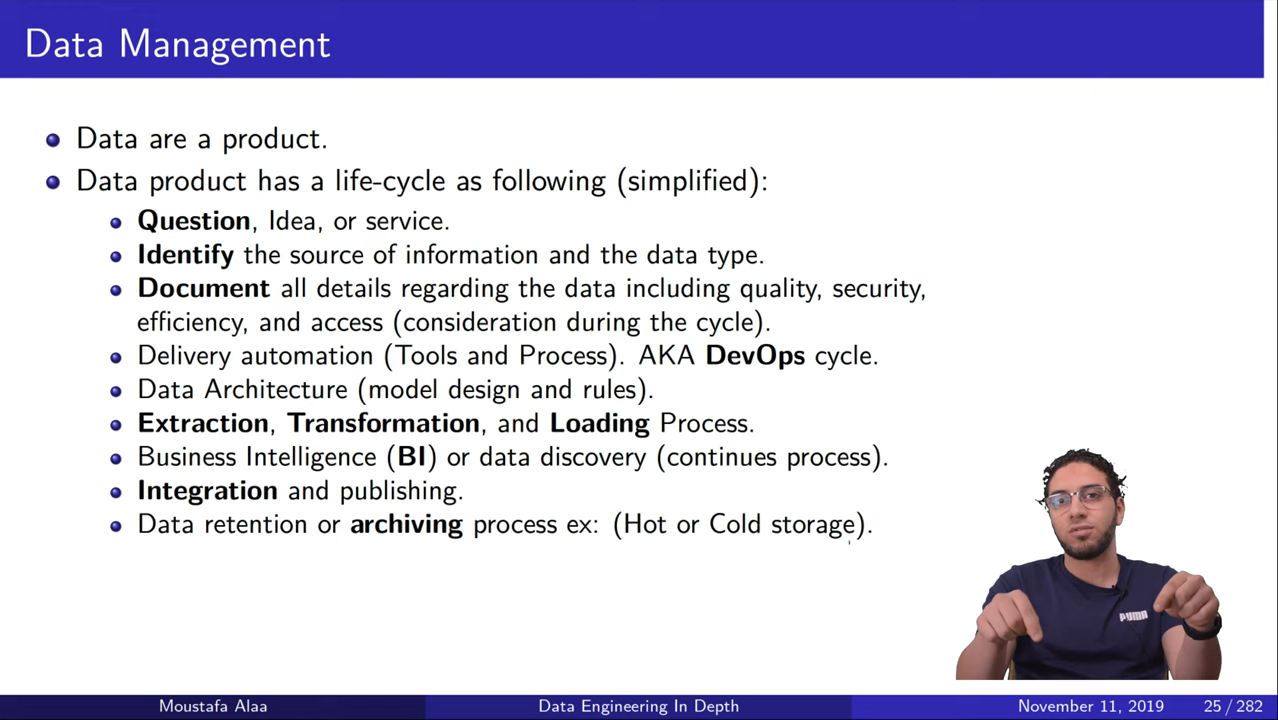 Data Management
Data are a product.
Data product has a life-cycle as following (simplified):
Question, Idea, or service.
Identify the source of information and the data type.
Document all details regarding the data including quality, security,
efficiency, and access (consideration during the cycle).
Delivery automation (Tools and Process). AKA DevOps cycle.
Data Architecture (model design and rules).
Extraction, Transformation, and Loading Process.
Business Intelligence (BI) or data discovery (continues process).
Integration and publishing.
Data retention or archiving process ex: (Hot or Cold storage).
PUMA
Moustafa Alaa Data Engineering In Depth November 11, 2019 25 / 282